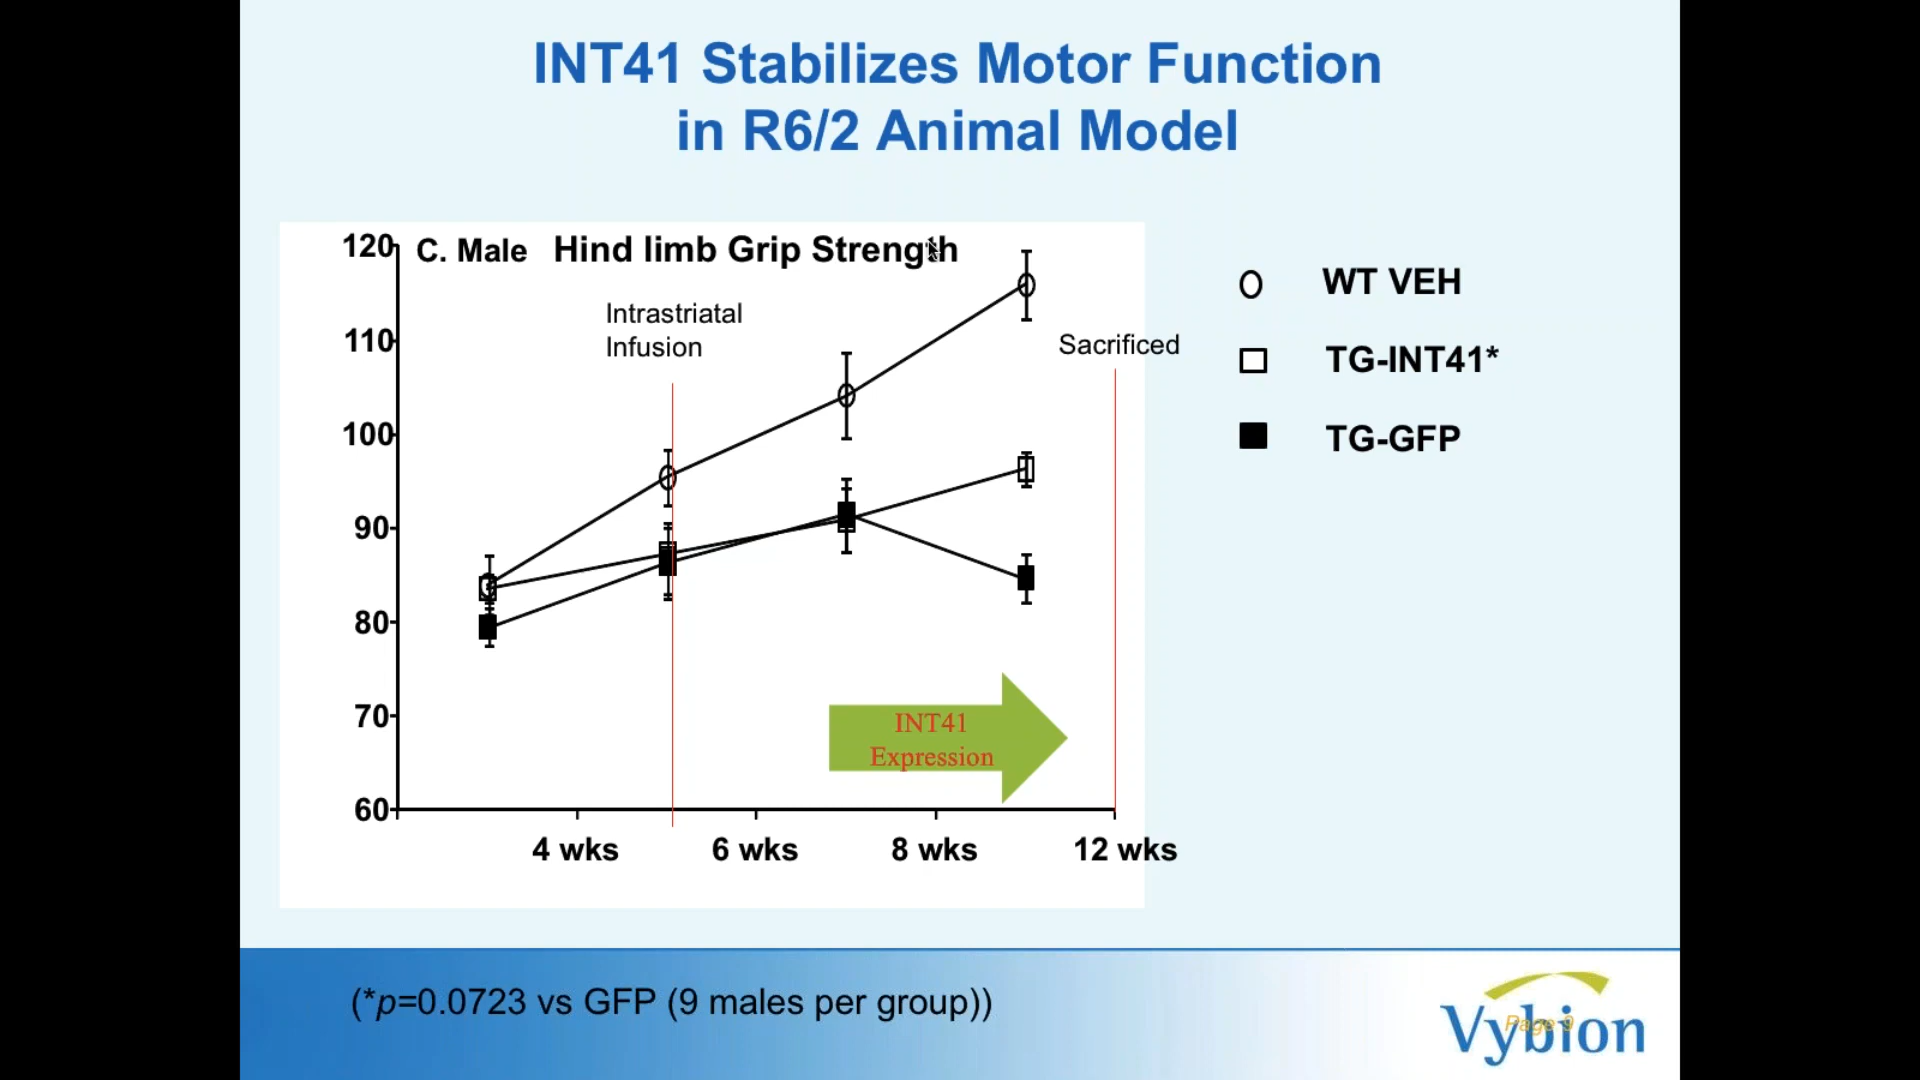 INT41 Stabilizes Motor Function
in R6/2 Animal Model
120
C. Male Hind limb Grip Strength
Intrastriatal
Infusion
Sacrificed
110
100
90
80
70
60
INT41
Expression
4 wks 6 wks 8 wks 12 wks
WT VEH
TG-INT41*
TG-GFP
(*p=0.0723 vs GFP (9 males per group))
Vybion
Page 9